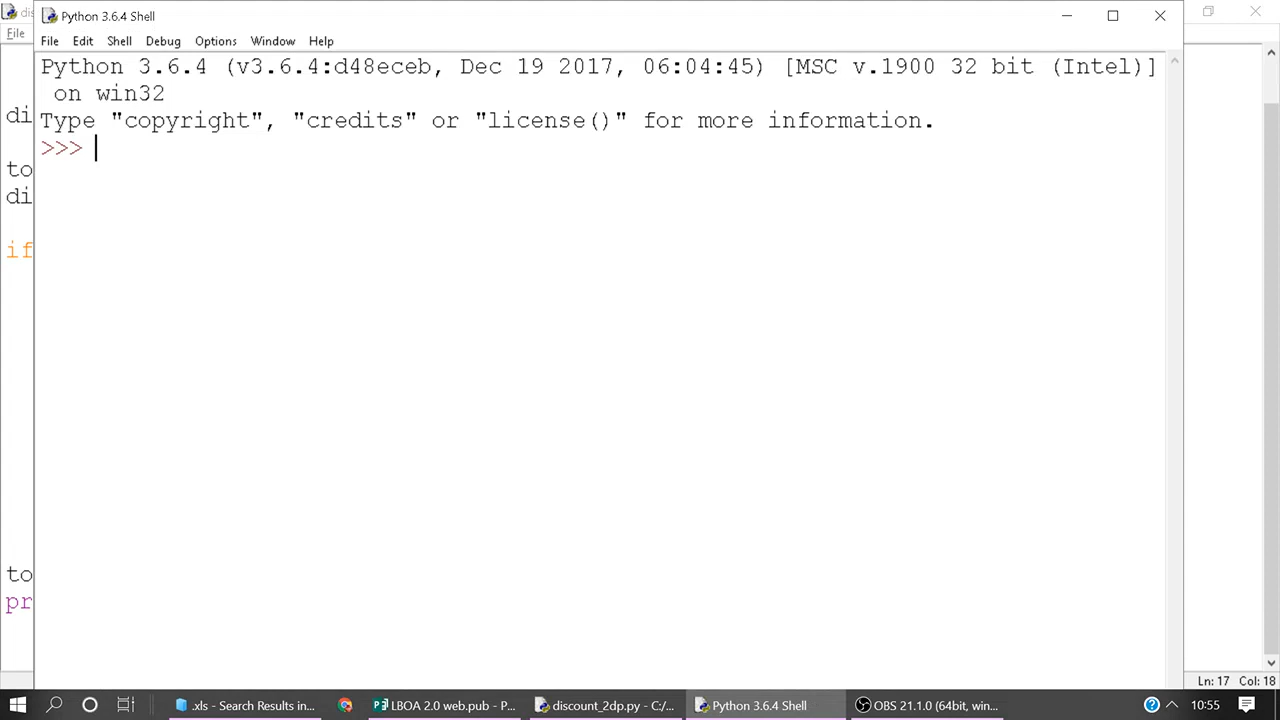 dis
Python 3.6.4 Shell
File
File Edit Shell Debug Options Window Help
Python 3.6.4 (v3.6.4:d48eceb, Dec 19 2017, 06:04:45) [MSC v.1900 32 bit (Intel)]
on win32
Type "copyright", "credits" or "license()" for more information.
>>>
di
to
di
if
to
pr
Ln: 17 Col: 18
.xls - Search Results in...
LBOA 2.0 web.pub - P...
discount_2dp.py - C:/...
Python 3.6.4 Shell
OBS 21.1.0 (64bit, win...
10:55